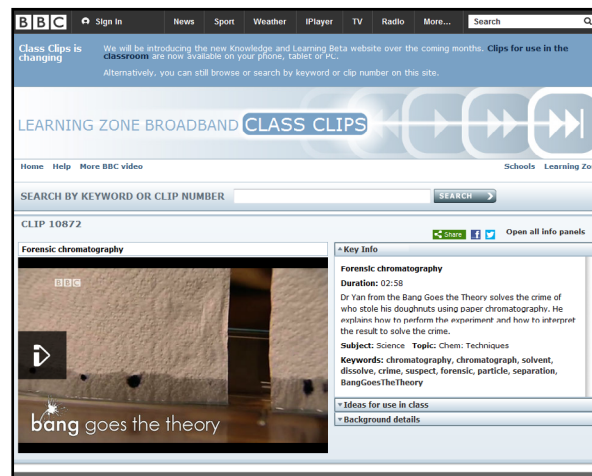 BBC Sign In News Sport Weather iPlayer TV Radio More... Search
Class Clips is changing
We will be introducing the new Knowledge and Learning Beta website over the coming months. Clips for use in the
classroom are now available on your phone, tablet or PC.
Alternatively, you can still browse or search by keyword or clip number on this site.
LEARNING ZONE BROADBAND CLASS CLIPS
Home Help More BBC video Schools Learning Zo
SEARCH BY KEYWORD OR CLIP NUMBER SEARCH
CLIP 10872
Share Open all info panels
Forensic chromatography
BBC
bang goes the theory
Key Info
Forensic chromatography
Duration: 02:58
Dr Yan from the Bang Goes the Theory solves the crime of
who stole his doughnuts using paper chromatography. He
explains how to perform the experiment and how to interpret
the result to solve the crime.
Subject: Science Topic: Chem: Techniques
Keywords: chromatography, chromatograph, solvent,
dissolve, crime, suspect, forensic, particle, separation,
BangGoesTheTheory
Ideas for use in class
Background details